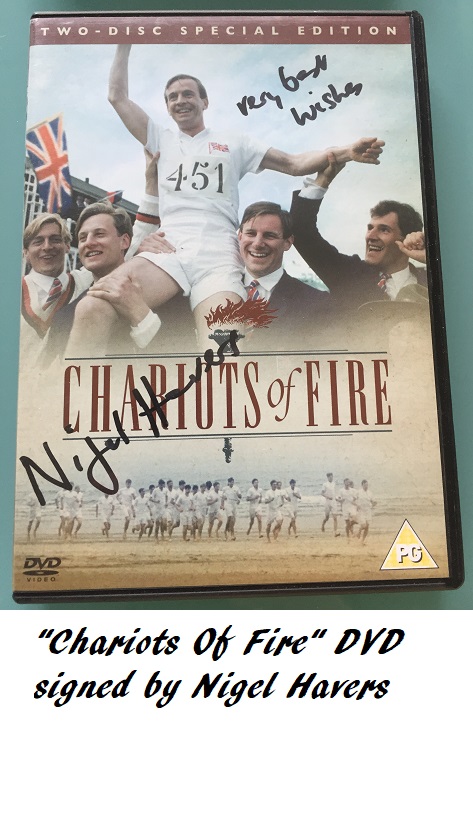 TWO-DISC SPECIAL EDITION
very best
wishes
451
CHARIOTS of FIRE
Nigel Havers
DVD
VIDEO
PG
"Chariots Of Fire" DVD
signed by Nigel Havers